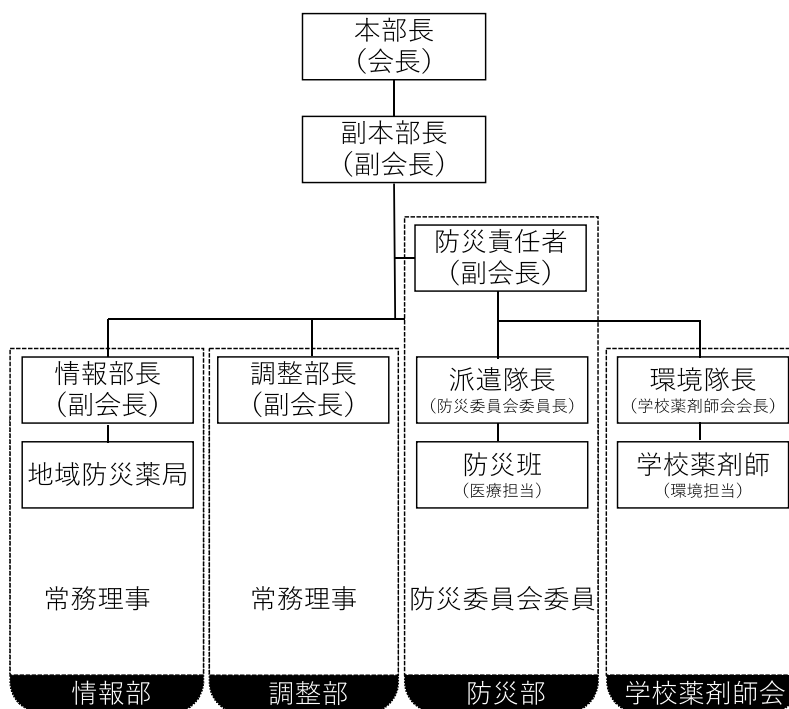 本部長
（会長）
副本部長
（副会長）
防災責任者
（副会長）
情報部長
（副会長）
調整部長
（副会長）
派遣隊長
（防災委員会委員長）
環境隊長
（学校薬剤師会会長）
地域防災薬局
防災班
（医療担当）
学校薬剤師
（環境担当）
常務理事
常務理事
防災委員会委員
情報部
調整部
防災部
学校薬剤師会